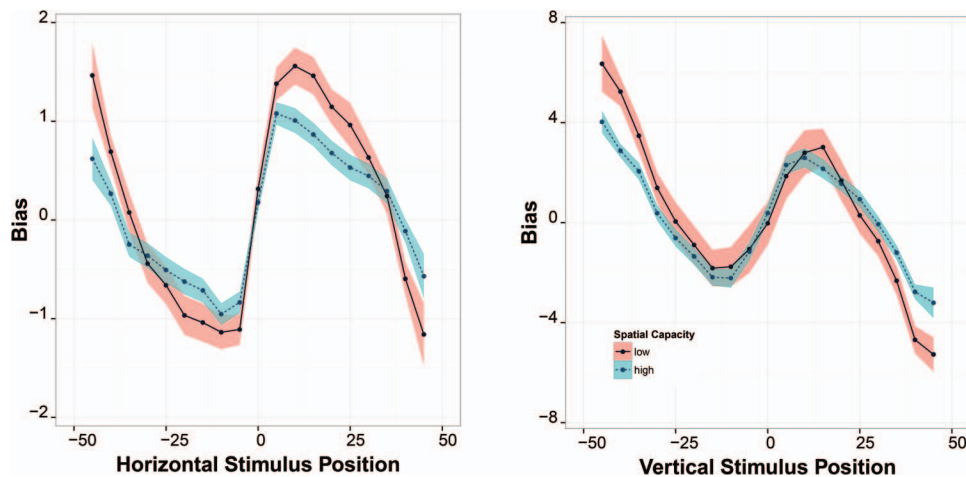 2
1
0
−1
−2
Bias
−50
−25
0
25
50
Horizontal Stimulus Position
8
4
0
−4
−8
Bias
Spatial Capacity
low
high
−50
−25
0
25
50
Vertical Stimulus Position